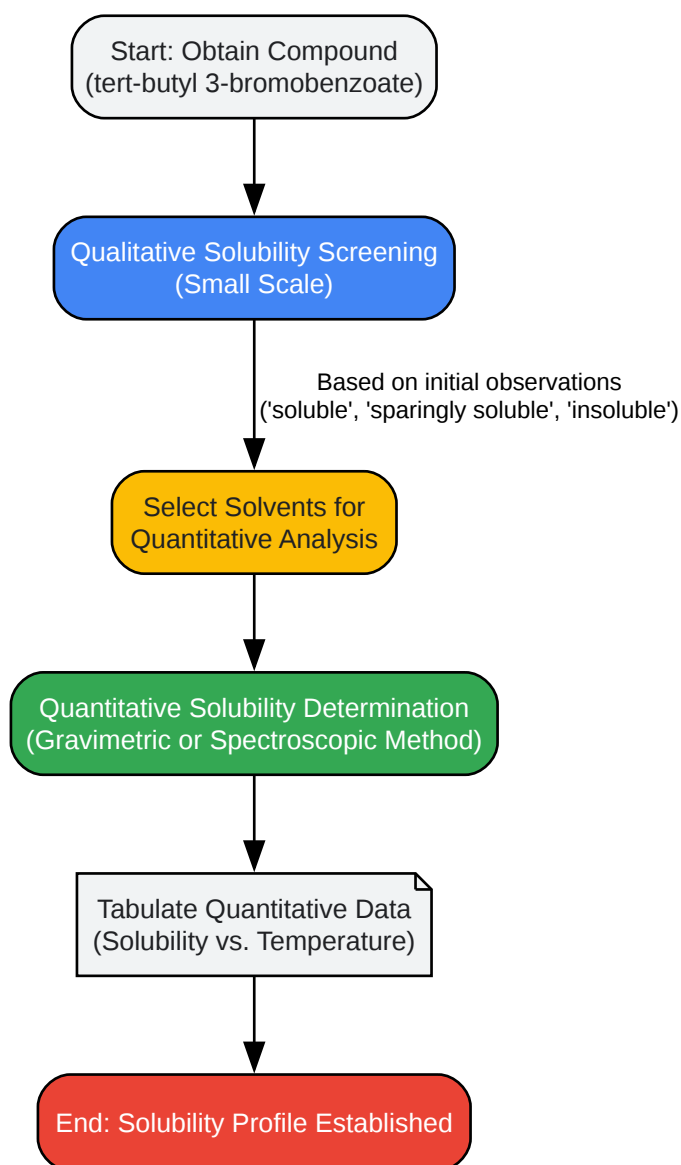 Start: Obtain Compound
(tert-butyl 3-bromobenzoate)
Qualitative Solubility Screening
(Small Scale)
Based on initial observations
('soluble', 'sparingly soluble', 'insoluble')
Select Solvents for
Quantitative Analysis
Quantitative Solubility Determination
(Gravimetric or Spectroscopic Method)
Tabulate Quantitative Data
(Solubility vs. Temperature)
End: Solubility Profile Established